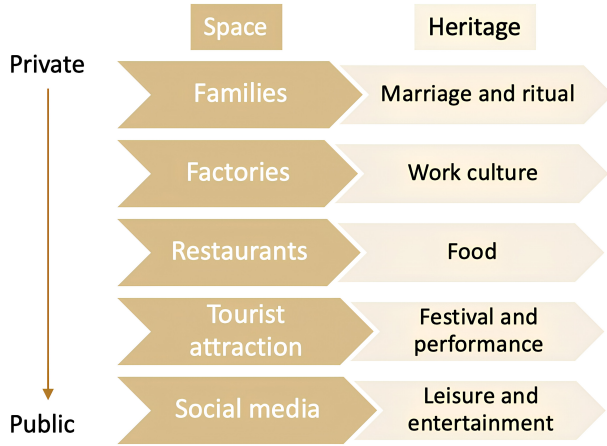 Space
Heritage
Private
Families
Marriage and ritual
Factories
Work culture
Restaurants
Food
Tourist
attraction
Festival and
performance
Social media
Leisure and
entertainment
Public